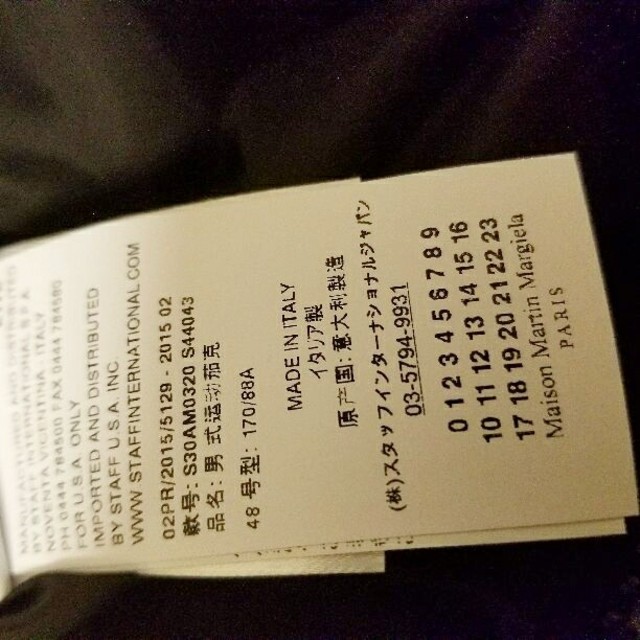 BY STAFF INTERNATIONAL S.P.A.
NOVENTA VICENTINA, ITALY
PH 0444 784500 FAX 0444
FOR U.S.A. ONLY
IMPORTED AND DISTRIBUTED
BY STAFF U.S.A. INC.
WWW.STAFFINTERNATIONAL.COM
02PR/2015/5129 - 2015 02
款号: S30AM0320 S44043
品名: 男式运动茄克
48 号型: 170/88A
MADE IN ITALY
イタリア製
原产国: 意大利製造
(株)スタッフインターナショナルジャパン
03-5794-9931
0 1 2 3 4 5 6 7 8 9
10 11 12 13 14 15 16
17 18 19 20 21 22 23
Maison Martin Margiela
PARIS